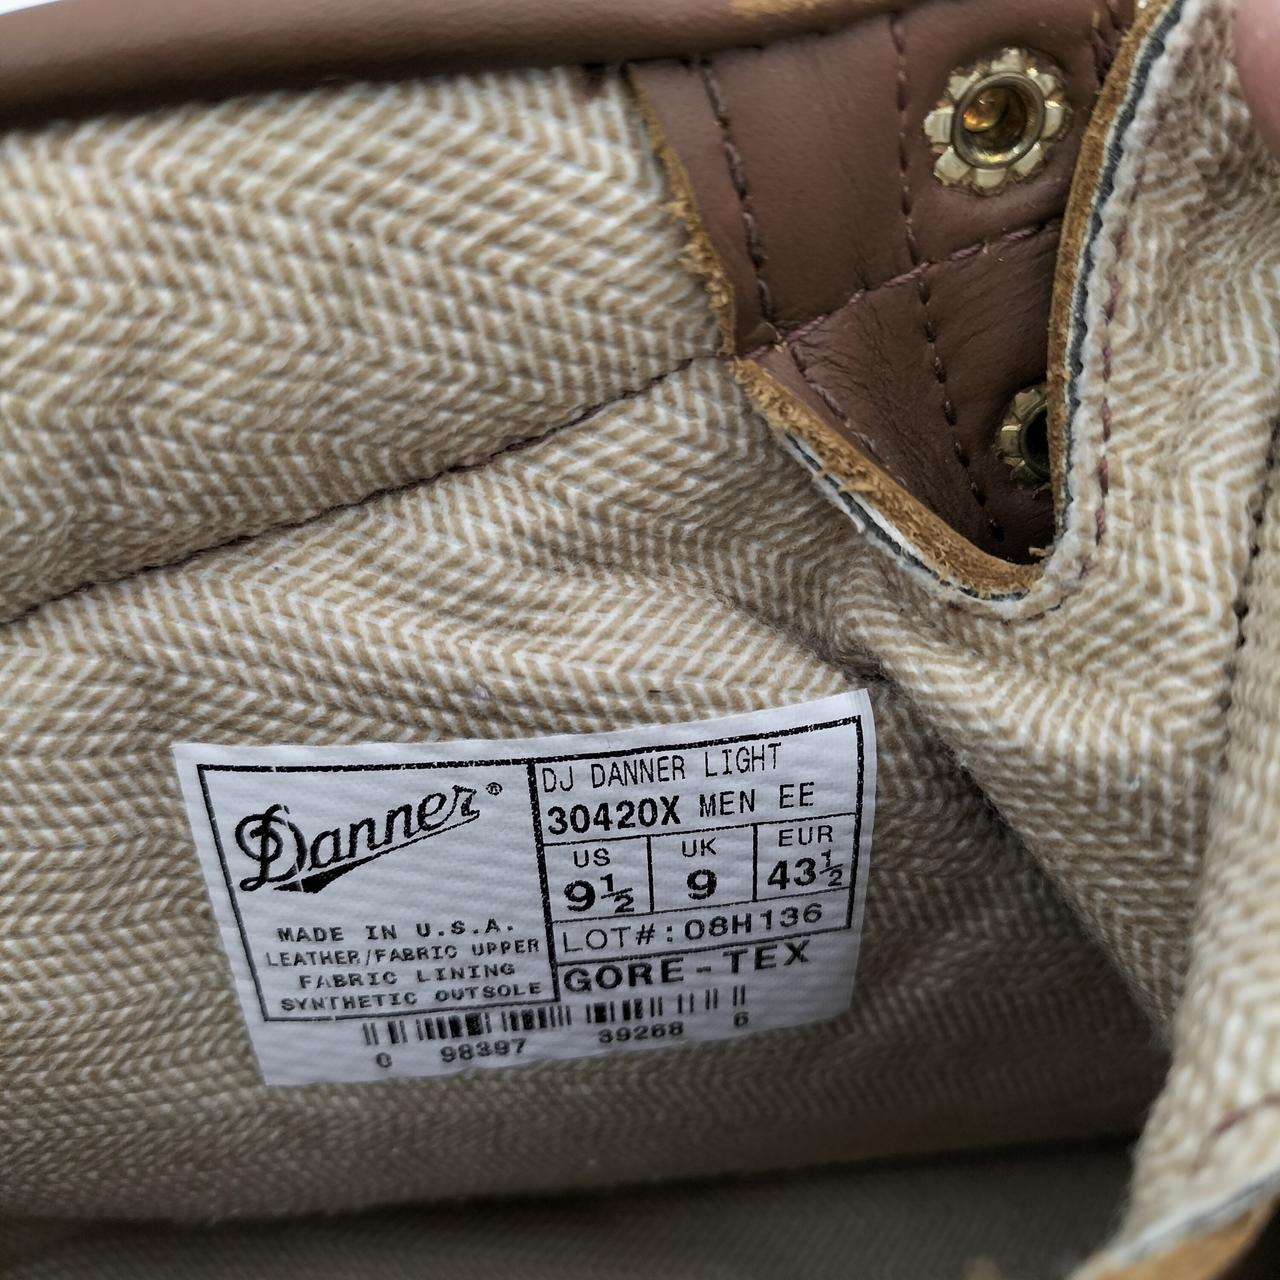 Danner®
MADE IN U.S.A.
LEATHER/FABRIC UPPER
FABRIC LINING
SYNTHETIC OUTSOLE
DJ DANNER LIGHT
30420X MEN EE
US
9½
UK
9
EUR
43½
LOT#:08H136
GORE-TEX
0 98397 39268 6